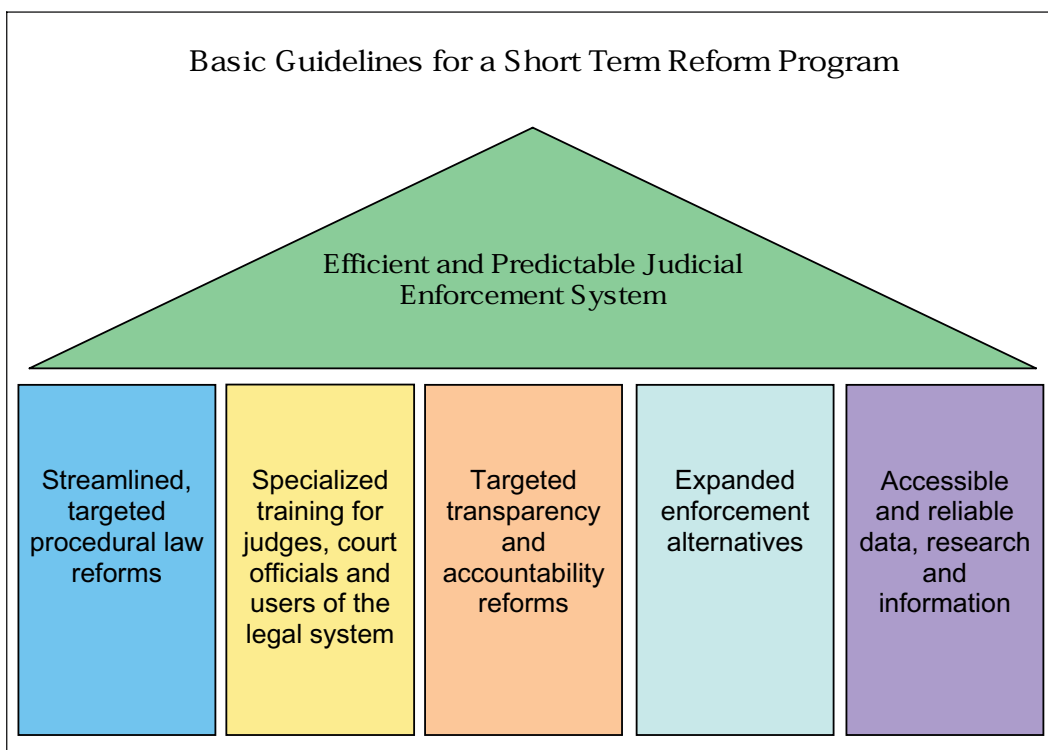 Basic Guidelines for a Short Term Reform Program
Efficient and Predictable Judicial
Enforcement System
Streamlined,
targeted
procedural law
reforms
Specialized
training for
judges, court
officials and
users of the
legal system
Targeted
transparency
and
accountability
reforms
Expanded
enforcement
alternatives
Accessible
and reliable
data, research
and
information